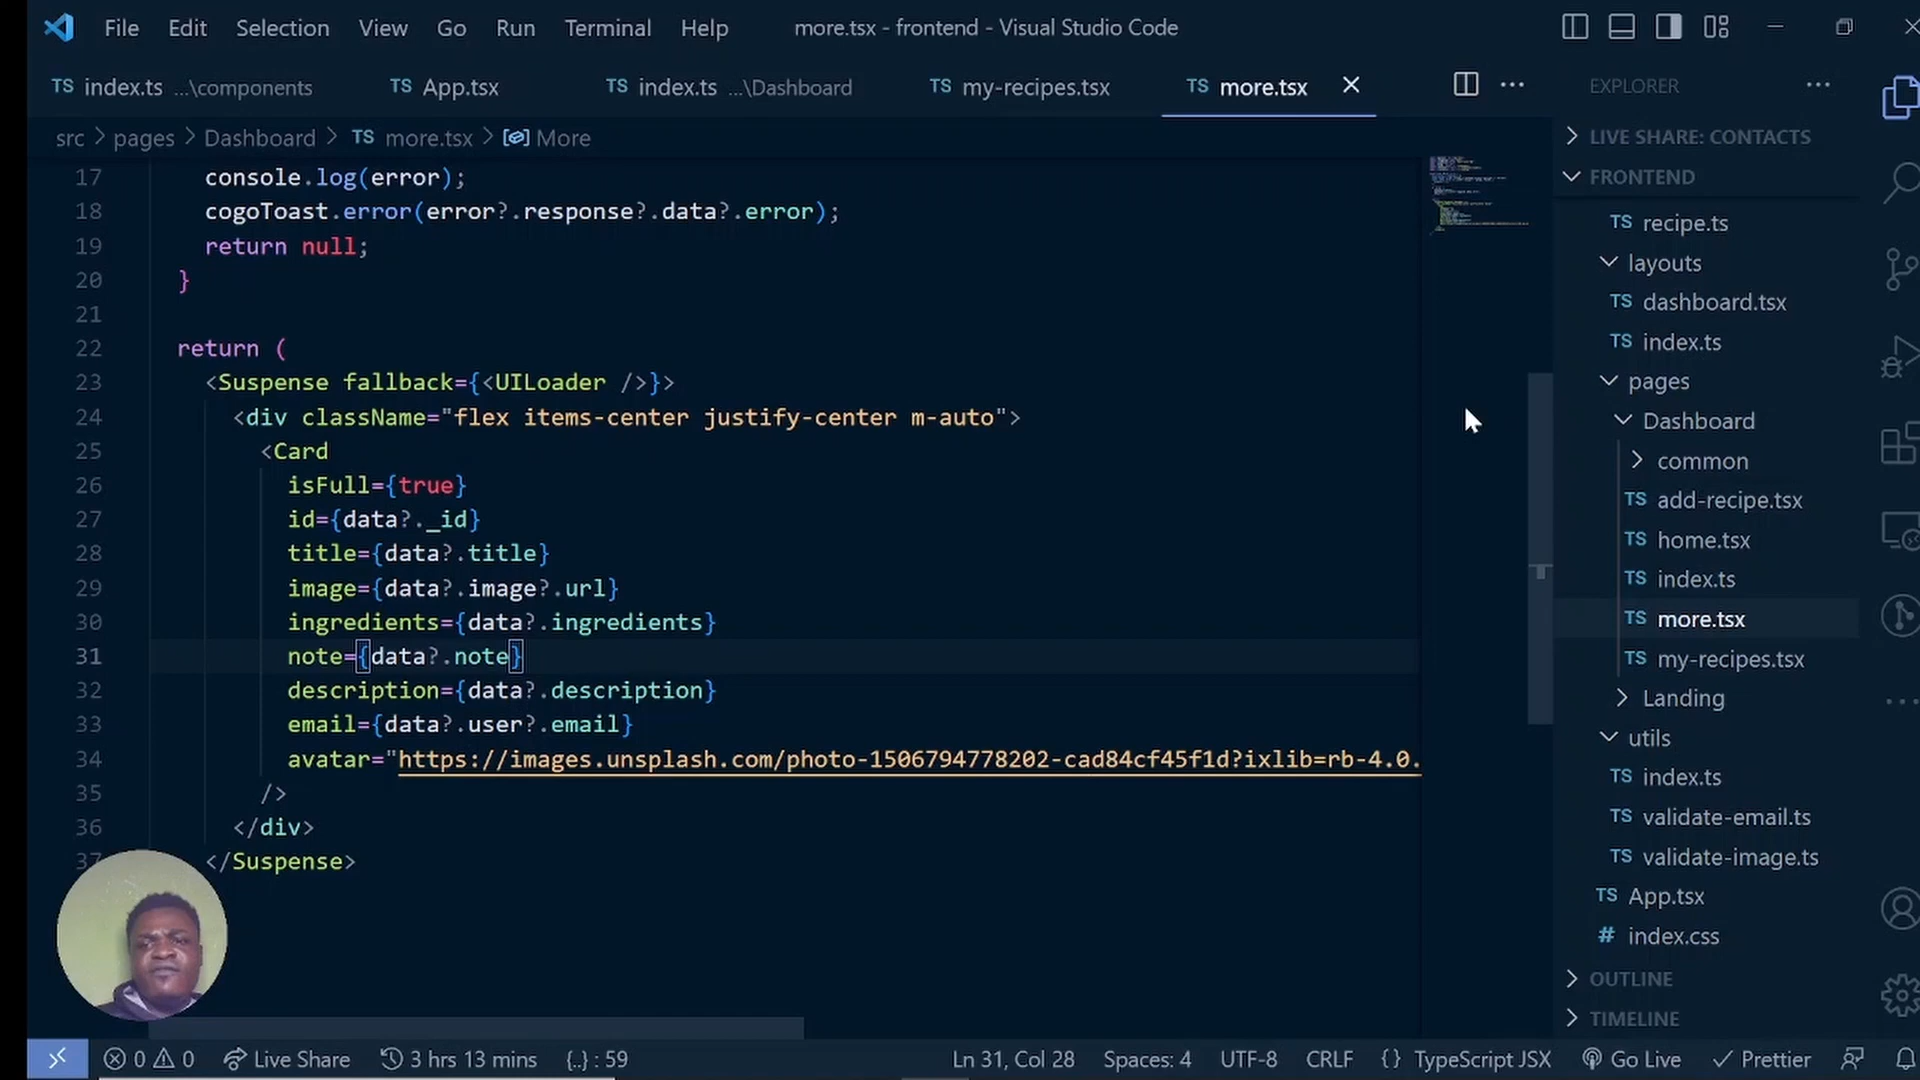 File Edit Selection View Go Run Terminal Help more.tsx - frontend - Visual Studio Code
TS index.ts ...\components TS App.tsx TS index.ts ...\Dashboard TS my-recipes.tsx TS more.tsx
src > pages > Dashboard > TS more.tsx > More
17 console.log(error);
18 cogoToast.error(error?.response?.data?.error);
19 return null;
20 }
21
22 return (
23 <Suspense fallback={<UILoader />}>
24 <div className="flex items-center justify-center m-auto">
25 <Card
26 isFull={true}
27 id={data?._id}
28 title={data?.title}
29 image={data?.image?.url}
30 ingredients={data?.ingredients}
31 note={data?.note}
32 description={data?.description}
33 email={data?.user?.email}
34 avatar="https://images.unsplash.com/photo-1506794778202-cad84cf45f1d?ixlib=rb-4.0.
35 />
36 </div>
37 </Suspense>
EXPLORER
LIVE SHARE: CONTACTS
FRONTEND
TS recipe.ts
layouts
TS dashboard.tsx
TS index.ts
pages
Dashboard
common
TS add-recipe.tsx
TS home.tsx
TS index.ts
TS more.tsx
TS my-recipes.tsx
Landing
utils
TS index.ts
TS validate-email.ts
TS validate-image.ts
TS App.tsx
# index.css
OUTLINE
TIMELINE
0 0 Live Share 3 hrs 13 mins {..} : 59 Ln 31, Col 28 Spaces: 4 UTF-8 CRLF {} TypeScript JSX Go Live Prettier